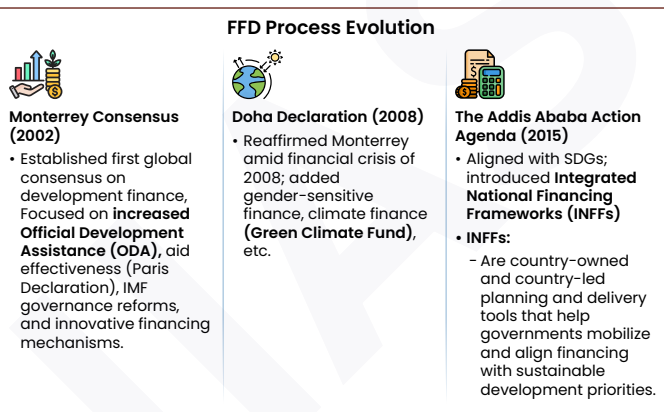 FFD Process Evolution
Monterrey Consensus
(2002)
• Established first global
consensus on
development finance,
Focused on increased
Official Development
Assistance (ODA), aid
effectiveness (Paris
Declaration), IMF
governance reforms,
and innovative financing
mechanisms.
Doha Declaration (2008)
• Reaffirmed Monterrey
amid financial crisis of
2008; added
gender-sensitive
finance, climate finance
(Green Climate Fund),
etc.
The Addis Ababa Action
Agenda (2015)
• Aligned with SDGs;
introduced Integrated
National Financing
Frameworks (INFFs)
• INFFs:
- Are country-owned
and country-led
planning and delivery
tools that help
governments mobilize
and align financing
with sustainable
development priorities.